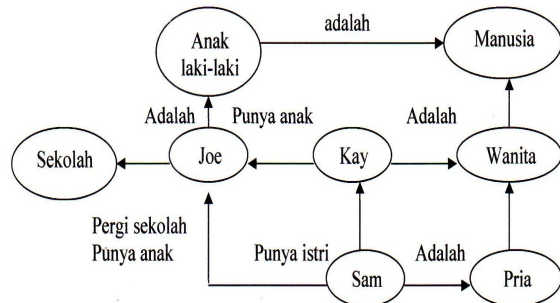 adalah
Anak
laki-laki
Manusia
Adalah
Punya anak
Adalah
Sekolah
Joe
Kay
Wanita
Pergi sekolah
Punya anak
Punya istri
Adalah
Sam
Pria